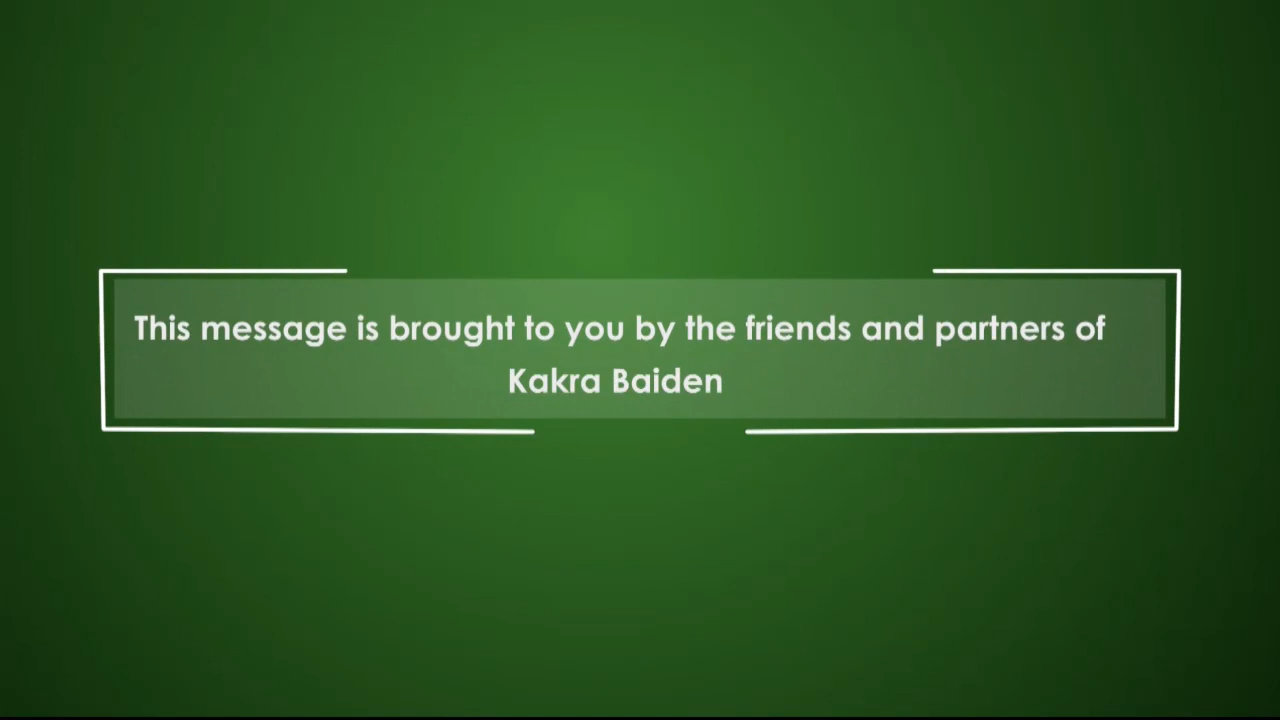 This message is brought to you by the friends and partners of
Kakra Baiden